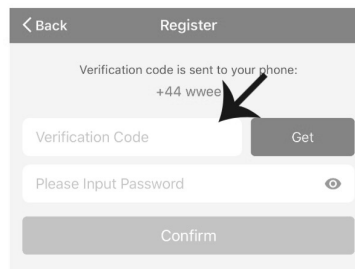 Back Register
Verification code is sent to your phone:
+44 wwee
Verification Code Get
Please Input Password
Confirm